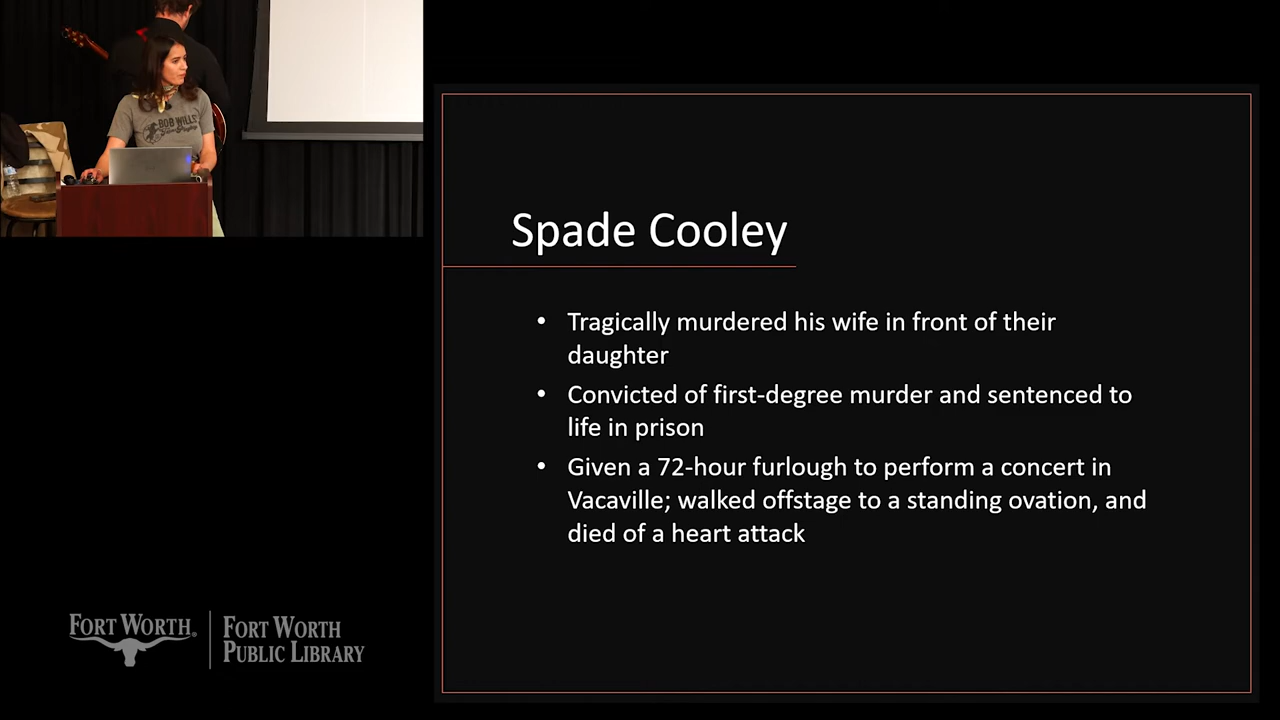 BOB WILLS
Spade Cooley
• Tragically murdered his wife in front of their
daughter
• Convicted of first-degree murder and sentenced to
life in prison
• Given a 72-hour furlough to perform a concert in
Vacaville; walked offstage to a standing ovation, and
died of a heart attack
FORT WORTH®
FORT WORTH
PUBLIC LIBRARY